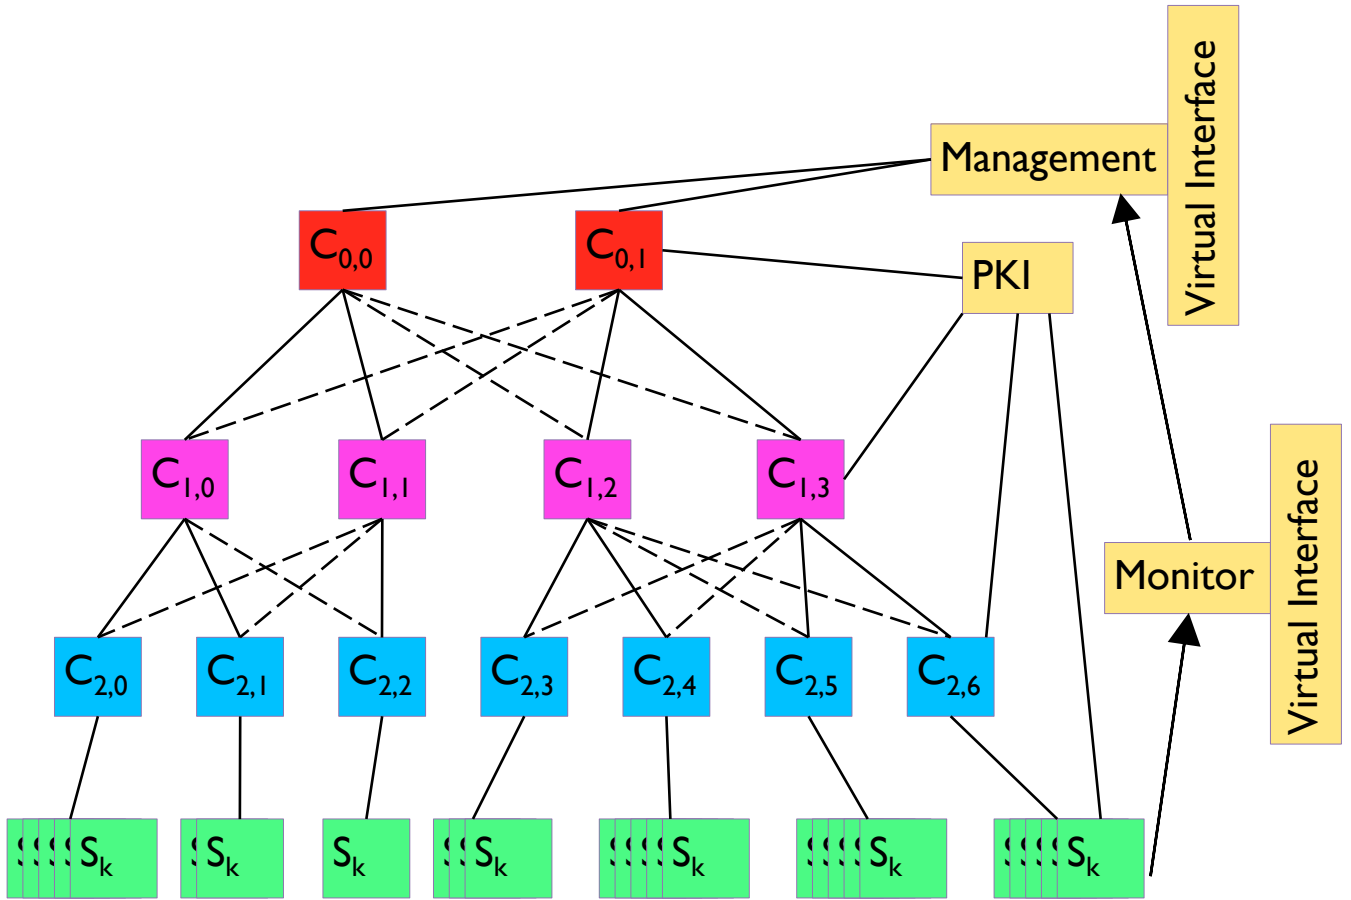 Virtual Interface
Management
C0,0
C0,1
PKI
C1,0
C1,1
C1,2
C1,3
Virtual Interface
Monitor
C2,0
C2,1
C2,2
C2,3
C2,4
C2,5
C2,6
S S S S Sk
S Sk
Sk
S S Sk
S S S S Sk
S S S S Sk
S S S S Sk